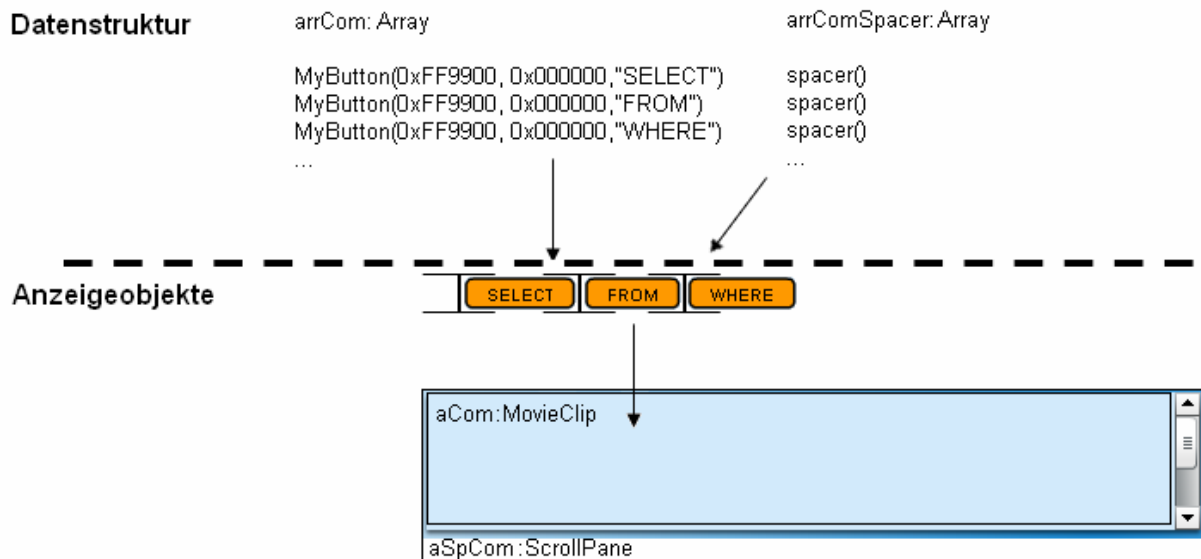 Datenstruktur
arrCom: Array
arrComSpacer:Array
MyButton(0xFF9900, 0x000000,"SELECT")
spacer()
MyButton(0xFF9900, 0x000000,"FROM")
spacer()
MyButton(0xFF9900, 0x000000,"WHERE")
spacer()
...
...
Anzeigeobjekte
SELECT
FROM
WHERE
aCom:MovieClip
aSpCom:ScrollPane